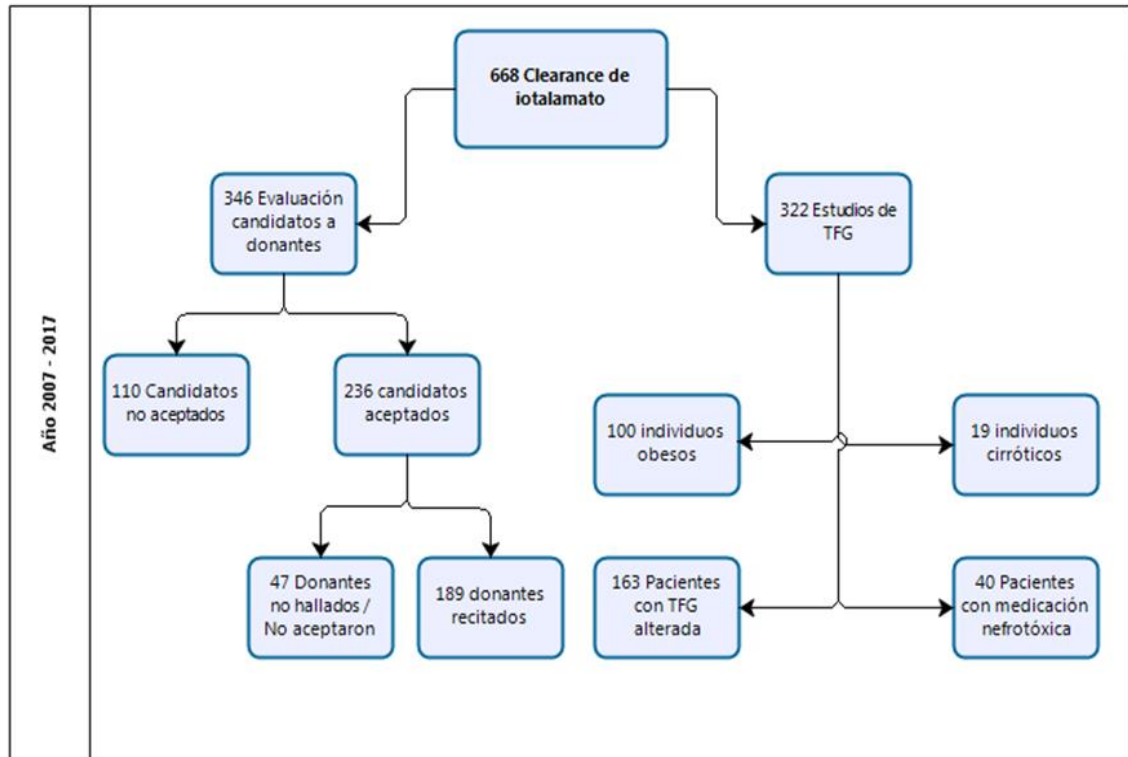 Año 2007 - 2017
668 Clearance de
iotalamato
346 Evaluación
candidatos a
donantes
322 Estudios de
TFG
110 Candidatos
no aceptados
236 candidatos
aceptados
100 individuos
obesos
19 individuos
cirróticos
47 Donantes
no hallados /
No aceptaron
189 donantes
recitados
163 Pacientes
con TFG
alterada
40 Pacientes
con medicación
nefrotóxica